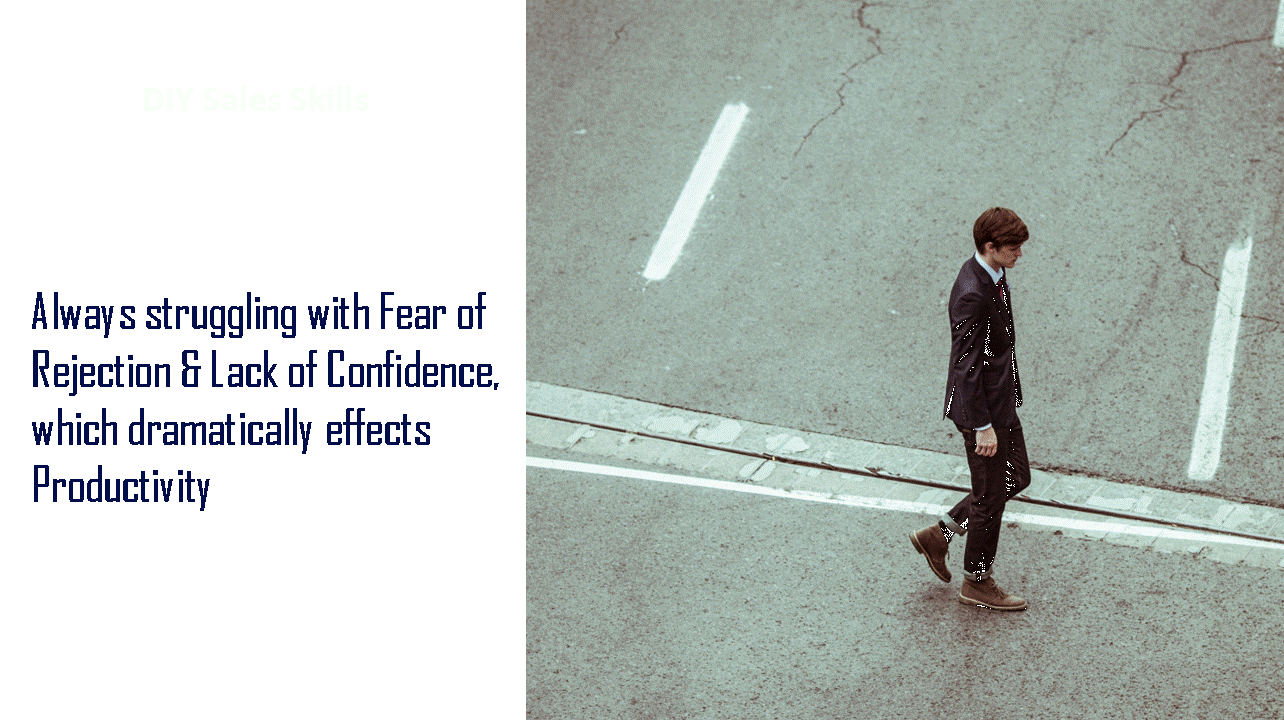 DIY Sales Skills
Always struggling with Fear of
Rejection & Lack of Confidence,
which dramatically effects
Productivity